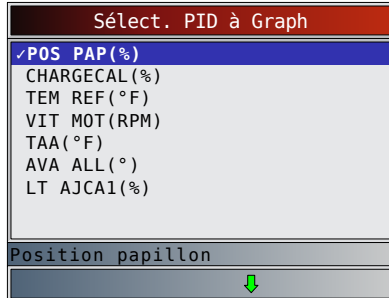 Sélect. PID à Graph
✓POS PAP(%)
CHARGECAL(%)
TEM REF(°F)
VIT MOT(RPM)
TAA(°F)
AVA ALL(°)
LT AJCA1(%)
Position papillon